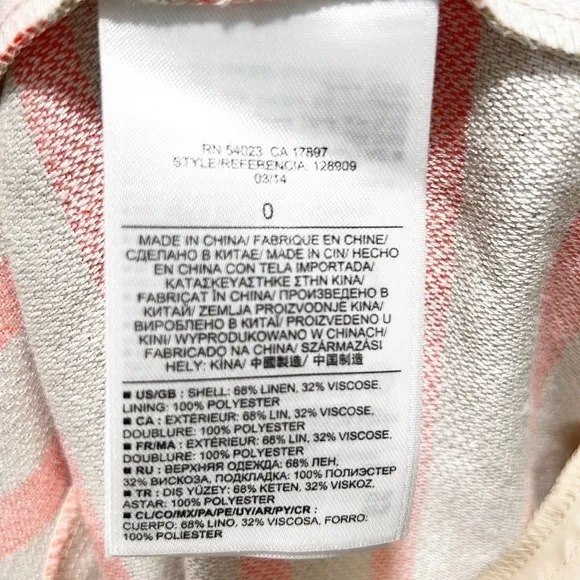 RN 54023 CA 17897
STYLE/REFERENCIA. 128909
03/14
0
MADE IN CHINA/ FABRIQUE EN CHINE/
СДЕЛАНО В КИТАЕ/ MADE IN CIN/ HECHO
EN CHINA CON TELA IMPORTADA/
ΚΑΤΑΣΚΕΥΑΣΤΗΚΕ ΣΤΗΝ ΚΙΝΑ/
FABRICAT ÎN CHINA/ ПРОИЗВЕДЕНО В
КИТАЙ/ ZEMLJA PROIZVODNJE KINA/
ВИРОБЛЕНО В КИТАЇ/ PROIZVEDENO U
KINI/ WYPRODUKOWANO W CHINACH/
FABRICADO NA CHINA/ SZÁRMAZÁSI
HELY: KÍNA/ 中國製造/ 中国制造
■ US/GB : SHELL: 68% LINEN, 32% VISCOSE.
LINING: 100% POLYESTER
■ CA : EXTÉRIEUR: 68% LIN, 32% VISCOSE.
DOUBLURE: 100% POLYESTER
■ FR/MA : EXTÉRIEUR: 68% LIN, 32% VISCOSE.
DOUBLURE: 100% POLYESTER
■ RU : ВЕРХНЯЯ ОДЕЖДА: 68% ЛЕН,
32% ВИСКОЗА, ПОДКЛАДКА: 100% ПОЛИЭСТЕР
■ TR : DIŞ YÜZEY: 68% KETEN, 32% VISKOZ.
ASTAR: 100% POLYESTER
■ CL/CO/MX/PA/PE/UY/AR/PY/CR :
CUERPO: 68% LINO, 32% VISCOSA, FORRO:
100% POLIESTER